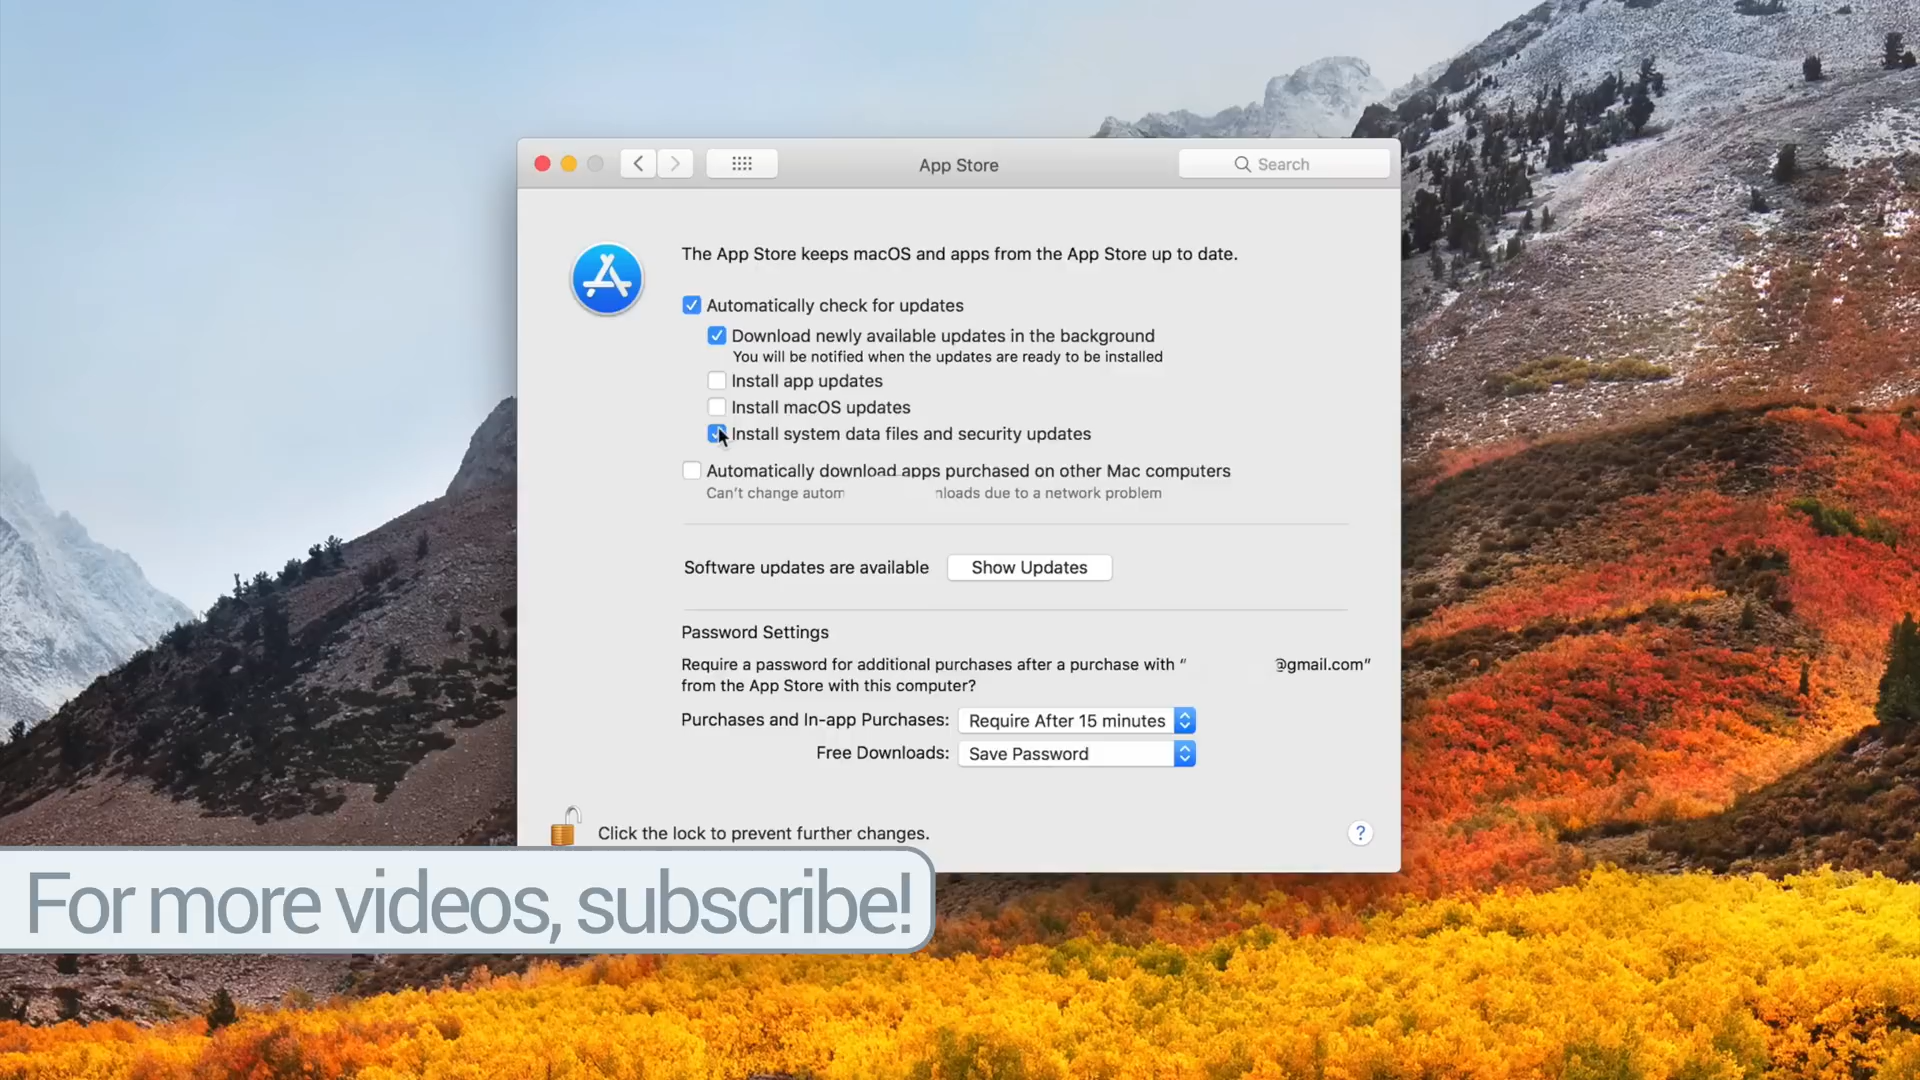 App Store
Search
The App Store keeps macOS and apps from the App Store up to date.
Automatically check for updates
Download newly available updates in the background
You will be notified when the updates are ready to be installed
Install app updates
Install macOS updates
Install system data files and security updates
Automatically download apps purchased on other Mac computers
Can't change autom nloads due to a network problem
Software updates are available Show Updates
Password Settings
Require a password for additional purchases after a purchase with “ @gmail.com”
from the App Store with this computer?
Purchases and In-app Purchases: Require After 15 minutes
Free Downloads: Save Password
Click the lock to prevent further changes.
?
For more videos, subscribe!